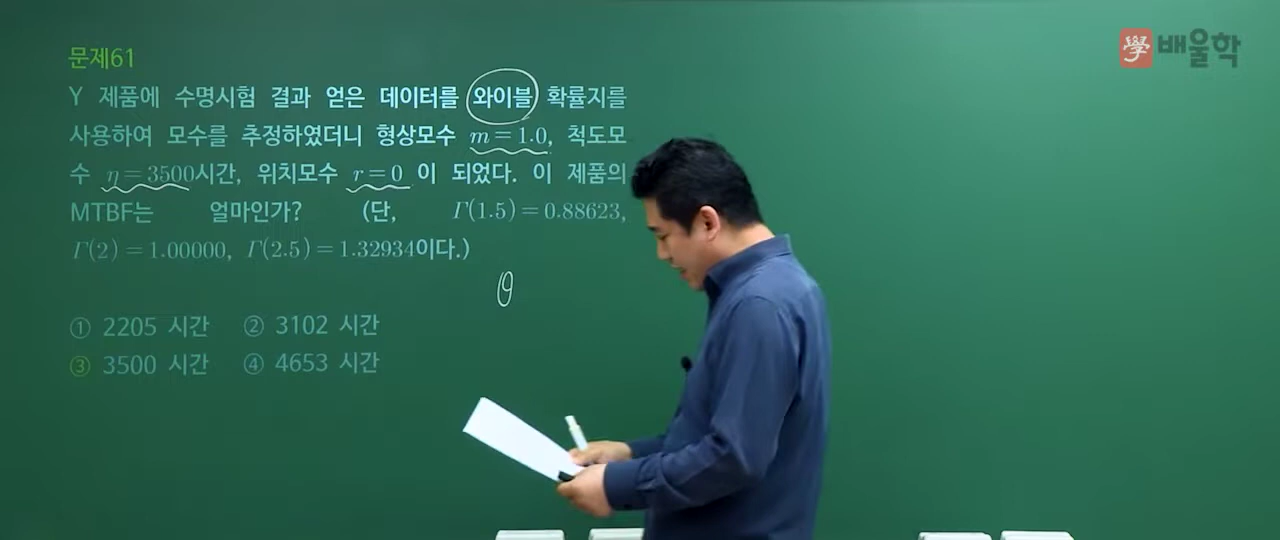 學 배울학
문제61
Y 제품에 수명시험 결과 얻은 데이터를 와이블 확률지를
사용하여 모수를 추정하였더니 형상모수 m = 1.0, 척도모
수 η = 3500시간, 위치모수 r = 0 이 되었다. 이 제품의
MTBF는 얼마인가? (단, Γ(1.5) = 0.88623,
Γ(2) = 1.00000, Γ(2.5) = 1.32934이다.)
θ
① 2205 시간 ② 3102 시간
③ 3500 시간 ④ 4653 시간